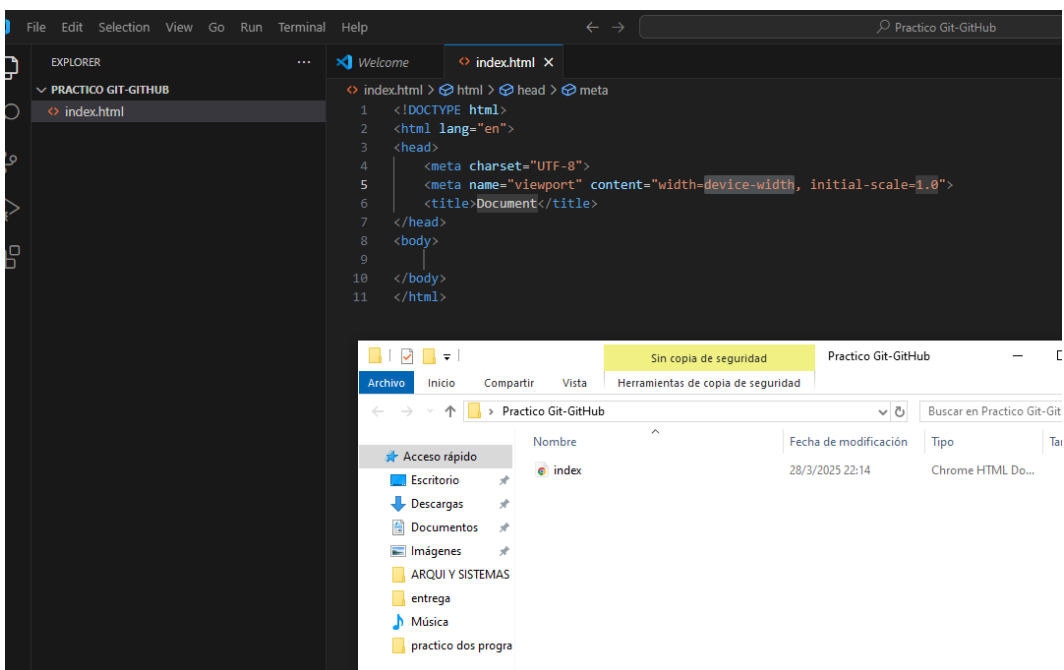 File Edit Selection View Go Run Terminal Help
Practico Git-GitHub
EXPLORER
PRACTICO GIT-GITHUB
index.html
Welcome
index.html
index.html > html > head > meta
1 <!DOCTYPE html>
2 <html lang="en">
3 <head>
4 <meta charset="UTF-8">
5 <meta name="viewport" content="width=device-width, initial-scale=1.0">
6 <title>Document</title>
7 </head>
8 <body>
9
10 </body>
11 </html>
Sin copia de seguridad
Practico Git-GitHub
Archivo Inicio Compartir Vista Herramientas de copia de seguridad
Practico Git-GitHub
Buscar en Practico Git-Git
Nombre Fecha de modificación Tipo Ta
index 28/3/2025 22:14 Chrome HTML Do...
Acceso rápido
Escritorio
Descargas
Documentos
Imágenes
ARQUI Y SISTEMAS
entrega
Música
practico dos progra